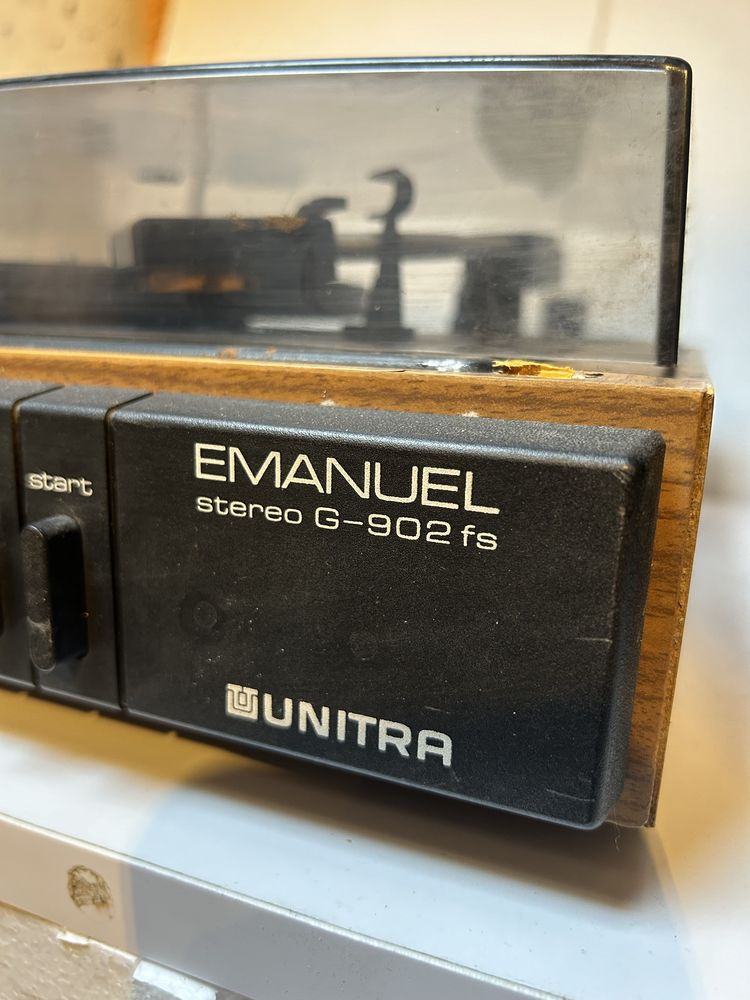 start
EMANUEL
stereo G-902 fs
UNITRA